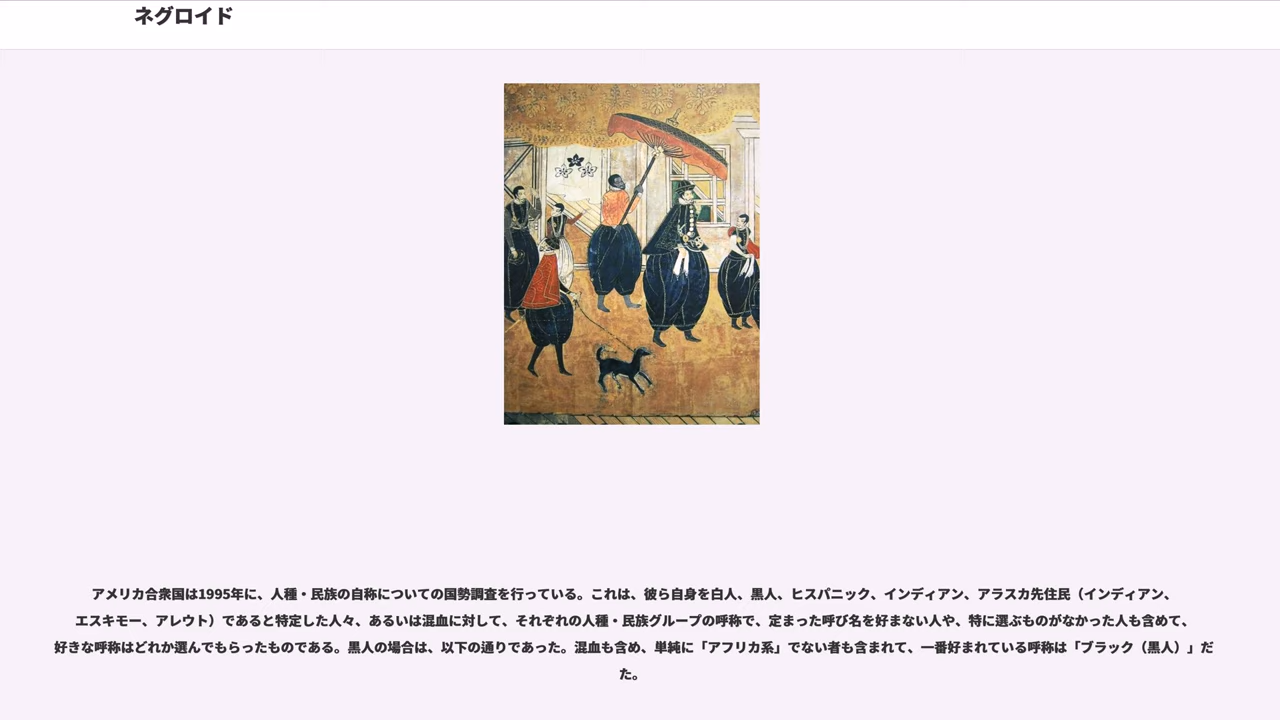 ネグロイド
アメリカ合衆国は1995年に、人種・民族の自称についての国勢調査を行っている。これは、彼ら自身を白人、黒人、ヒスパニック、インディアン、アラスカ先住民（インディアン、
エスキモー、アレウト）であると特定した人々、あるいは混血に対して、それぞれの人種・民族グループの呼称で、定まった呼び名を好まない人や、特に選ぶものがなかった人も含めて、
好きな呼称はどれか選んでもらったものである。黒人の場合は、以下の通りであった。混血も含め、単純に「アフリカ系」でない者も含まれて、一番好まれている呼称は「ブラック（黒人）」だ
た。